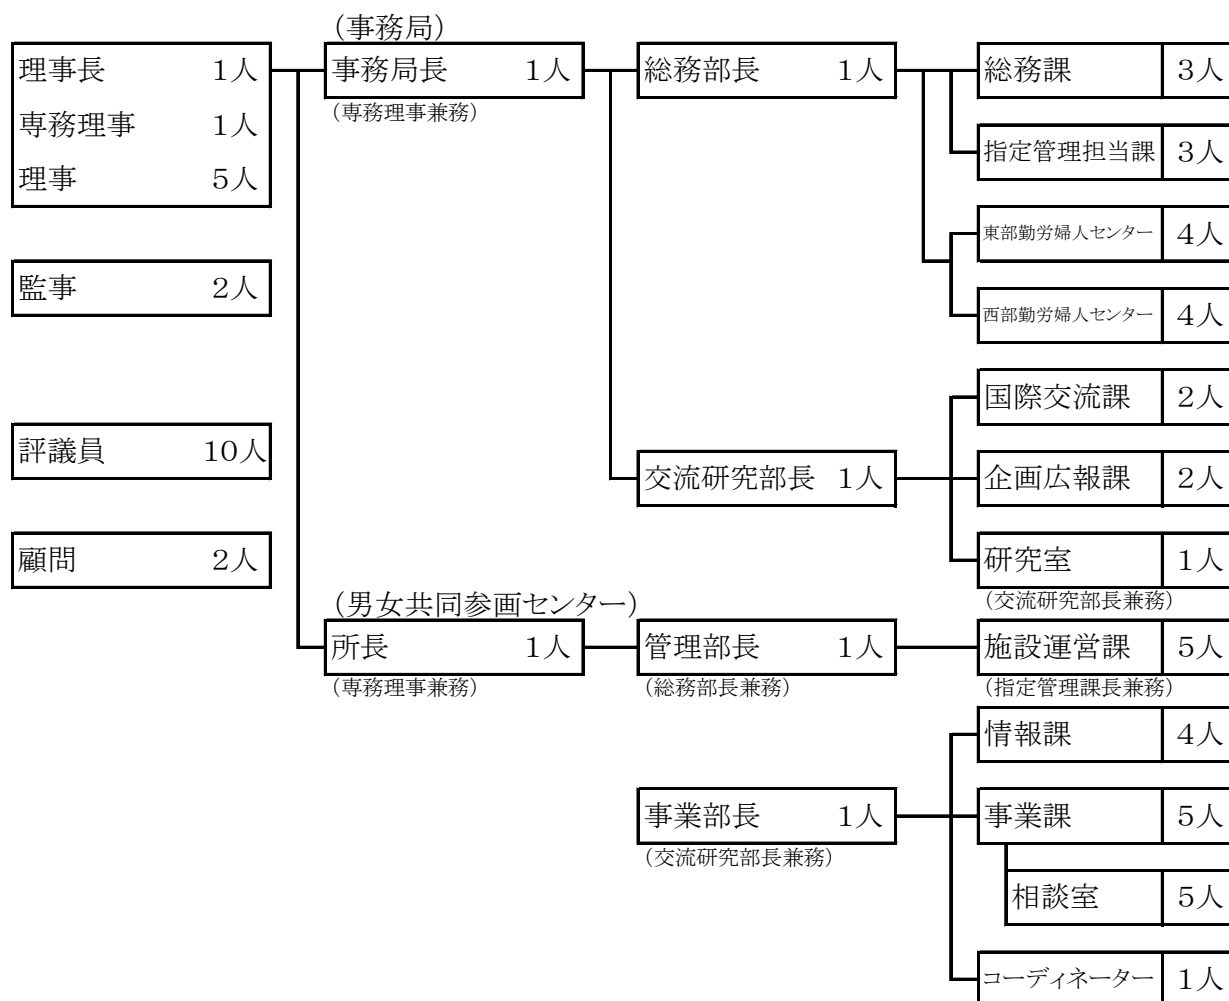 (事務局)
理事長 1人
専務理事 1人
理事 5人
監事 2人
評議員 10人
顧問 2人
事務局長 1人
(専務理事兼務)
総務部長 1人
総務課 3人
指定管理担当課 3人
東部勤労婦人センター 4人
西部勤労婦人センター 4人
交流研究部長 1人
国際交流課 2人
企画広報課 2人
研究室 1人
(交流研究部長兼務)
(男女共同参画センター)
所長 1人
(専務理事兼務)
管理部長 1人
(総務部長兼務)
施設運営課 5人
(指定管理課長兼務)
事業部長 1人
(交流研究部長兼務)
情報課 4人
事業課 5人
相談室 5人
コーディネーター 1人